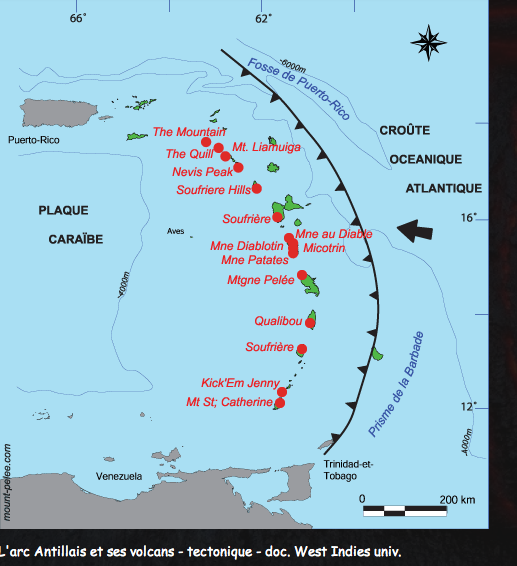 66°
62°
-6000m
Fosse de Puerto-Rico
CROÛTE
OCEANIQUE
ATLANTIQUE
Puerto-Rico
The Mountain
Mt. Liamuiga
The Quill
Nevis Peak
Soufriere Hills
PLAQUE
CARAÏBE
Soufrière
16°
Aves
Mne au Diable
Mne Diablotin
Micotrin
Mne Patates
-4000m
Mtgne Pelée
Qualibou
Soufrière
Prisme de la Barbade
Kick'Em Jenny
Mt St; Catherine
12°
-4000m
mount-pelee.com
Venezuela
Trinidad-et-
Tobago
0
200 km
L'arc Antillais et ses volcans - tectonique - doc. West Indies univ.